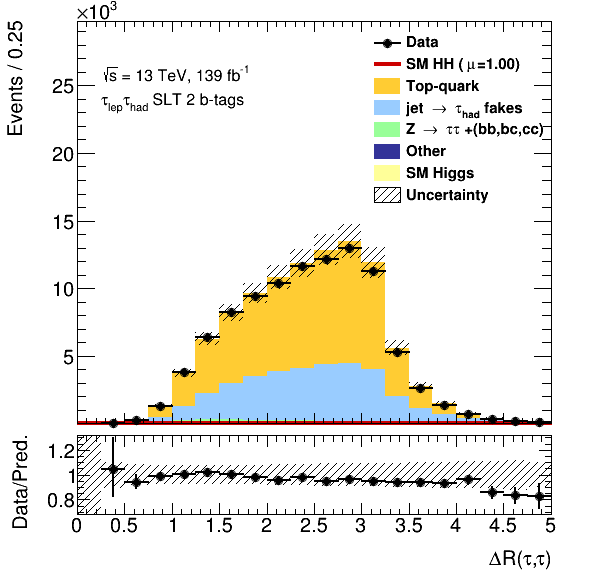 ×10³
Events / 0.25
25
20
15
10
5
√s = 13 TeV, 139 fb⁻¹
τlepτhad SLT 2 b-tags
Data
SM HH ( μ=1.00)
Top-quark
jet → τhad fakes
Z → ττ +(bb,bc,cc)
Other
SM Higgs
Uncertainty
Data/Pred.
1.2
1
0.8
0 0.5 1 1.5 2 2.5 3 3.5 4 4.5 5
ΔR(τ,τ)